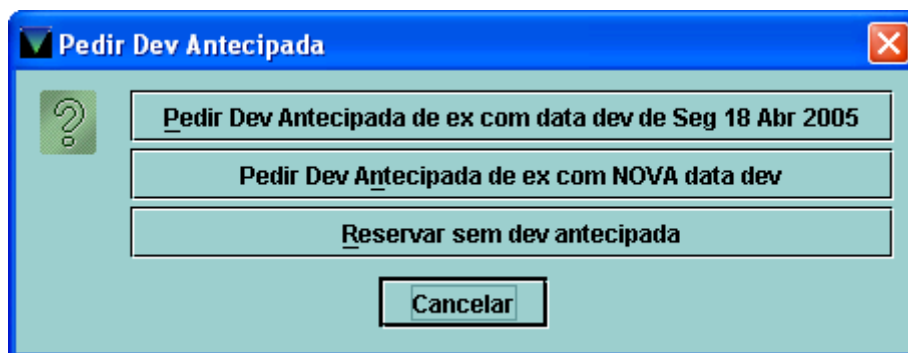 Pedir Dev Antecipada
Pedir Dev Antecipada de ex com data dev de Seg 18 Abr 2005
Pedir Dev Antecipada de ex com NOVA data dev
Reservar sem dev antecipada
Cancelar